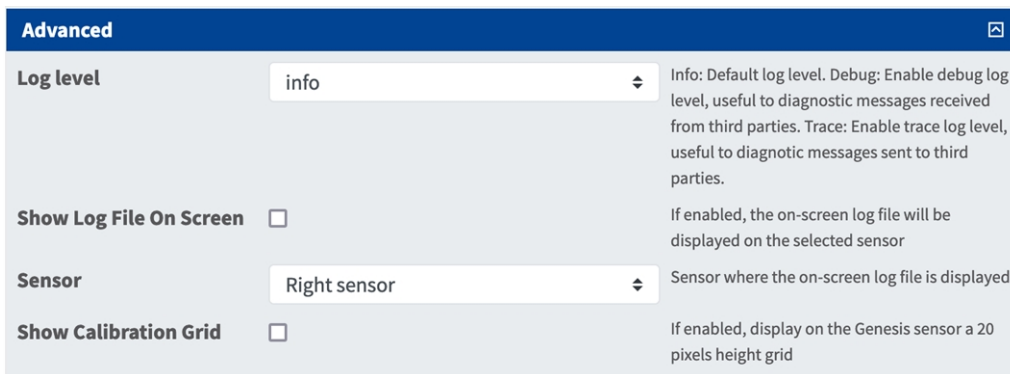 Advanced
Log level
info
Info: Default log level. Debug: Enable debug log
level, useful to diagnostic messages received
from third parties. Trace: Enable trace log level,
useful to diagnotic messages sent to third
parties.
Show Log File On Screen
If enabled, the on-screen log file will be
displayed on the selected sensor
Sensor
Right sensor
Sensor where the on-screen log file is displayed
Show Calibration Grid
If enabled, display on the Genesis sensor a 20
pixels height grid